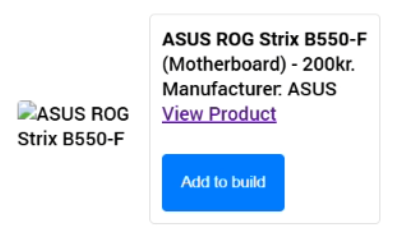 ASUS ROG
Strix B550-F
ASUS ROG Strix B550-F
(Motherboard) - 200kr.
Manufacturer: ASUS
View Product
Add to build